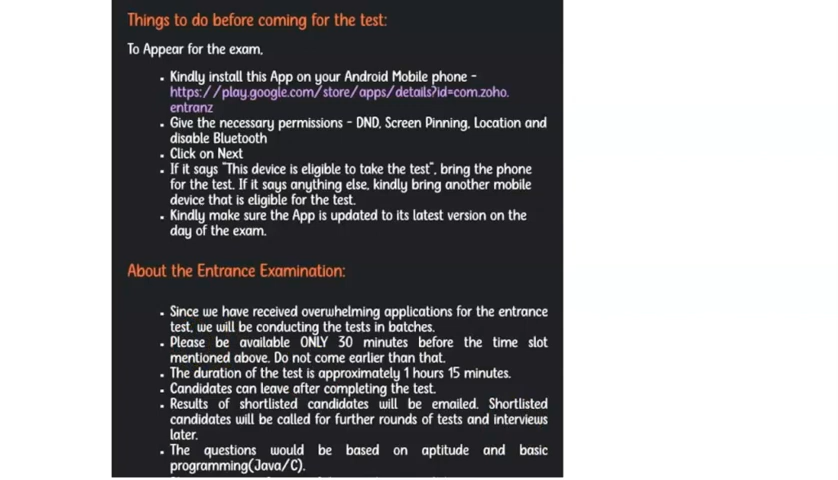 Things to do before coming for the test:
To Appear for the exam,
• Kindly install this App on your Android Mobile phone -
https://play.google.com/store/apps/details?id=com.zoho.
entranz
• Give the necessary permissions - DND, Screen Pinning, Location and
disable Bluetooth
• Click on Next
• If it says "This device is eligible to take the test", bring the phone
for the test. If it says anything else, kindly bring another mobile
device that is eligible for the test.
• Kindly make sure the App is updated to its latest version on the
day of the exam.
About the Entrance Examination:
• Since we have received overwhelming applications for the entrance
test, we will be conducting the tests in batches.
• Please be available ONLY 30 minutes before the time slot
mentioned above. Do not come earlier than that.
• The duration of the test is approximately 1 hours 15 minutes.
• Candidates can leave after completing the test.
• Results of shortlisted candidates will be emailed. Shortlisted
candidates will be called for further rounds of tests and interviews
later.
• The questions would be based on aptitude and basic
programming(Java/C).